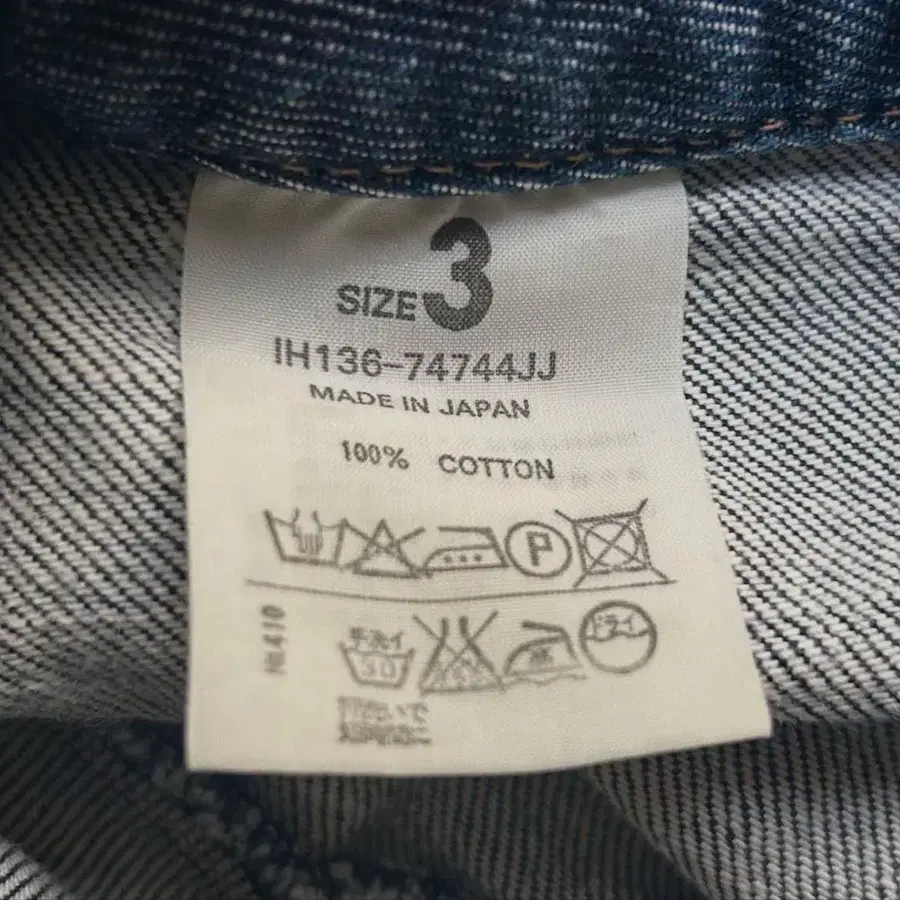 SIZE 3
IH136-74744JJ
MADE IN JAPAN
100% COTTON
P
手洗イ
30
ドライ